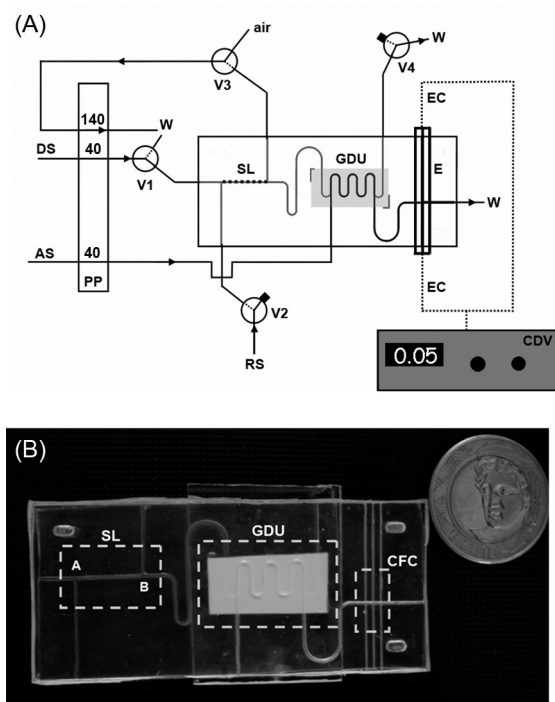 (A)
air
V3
W
V4
EC
140
W
DS
40
V1
SL
GDU
E
W
AS
40
PP
V2
EC
RS
CDV
0.05
(B)
SL
GDU
A
B
CFC